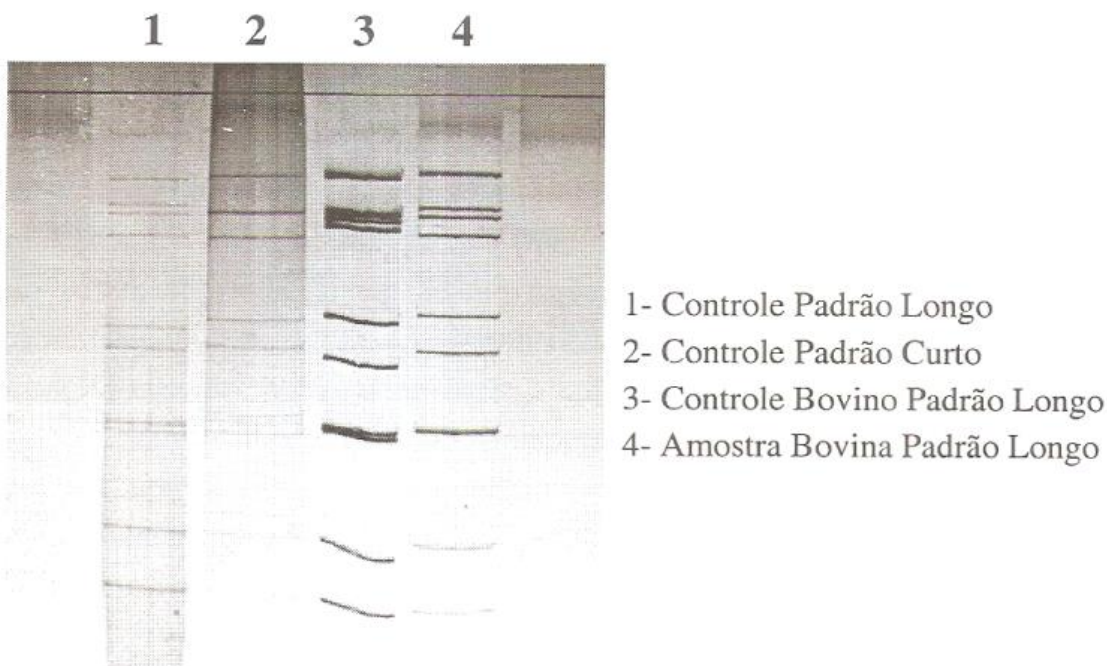 1 2 3 4
1- Controle Padrão Longo
2- Controle Padrão Curto
3- Controle Bovino Padrão Longo
4- Amostra Bovina Padrão Longo